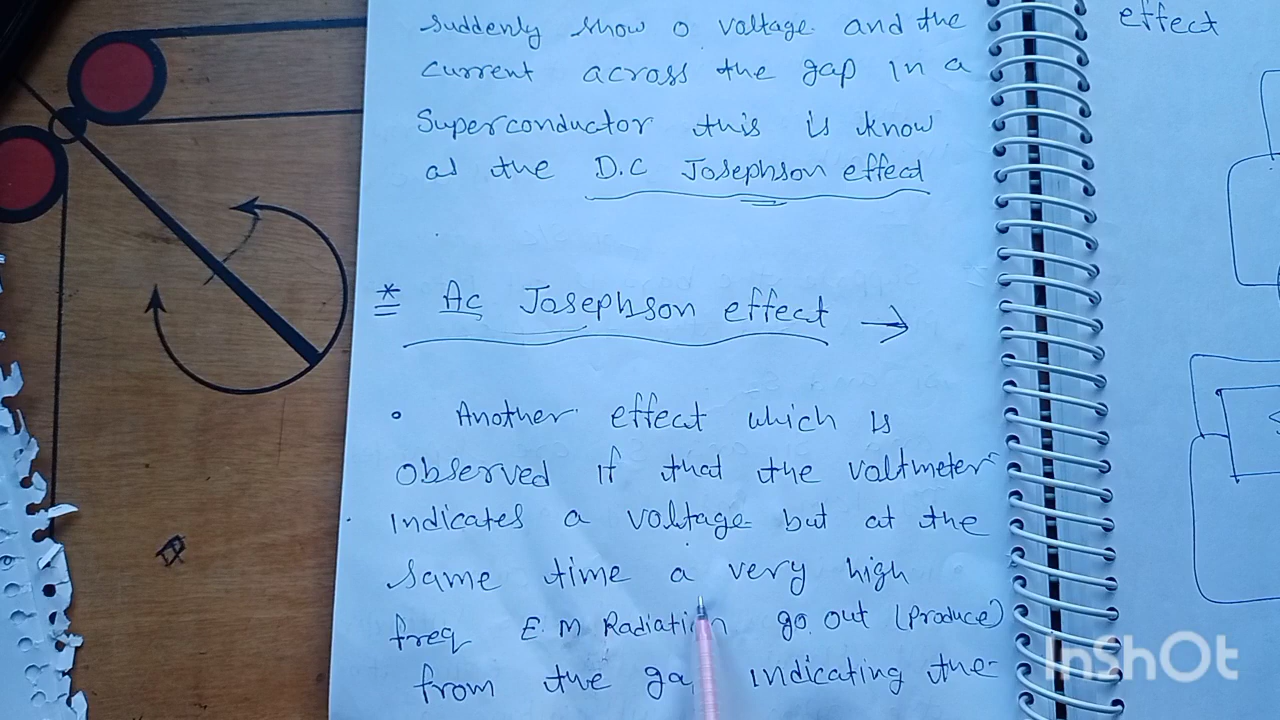 suddenly show 0 voltage and the
current across the gap in a
Superconductor this is know
as the D.C Josephson effect
* Ac Josephson effect →
• Another effect which is
observed if that the voltmeter
indicates a voltage but at the
same time a very high
freq E.M Radiation go out (Produce)
from the ga indicating the
effect
InShOt